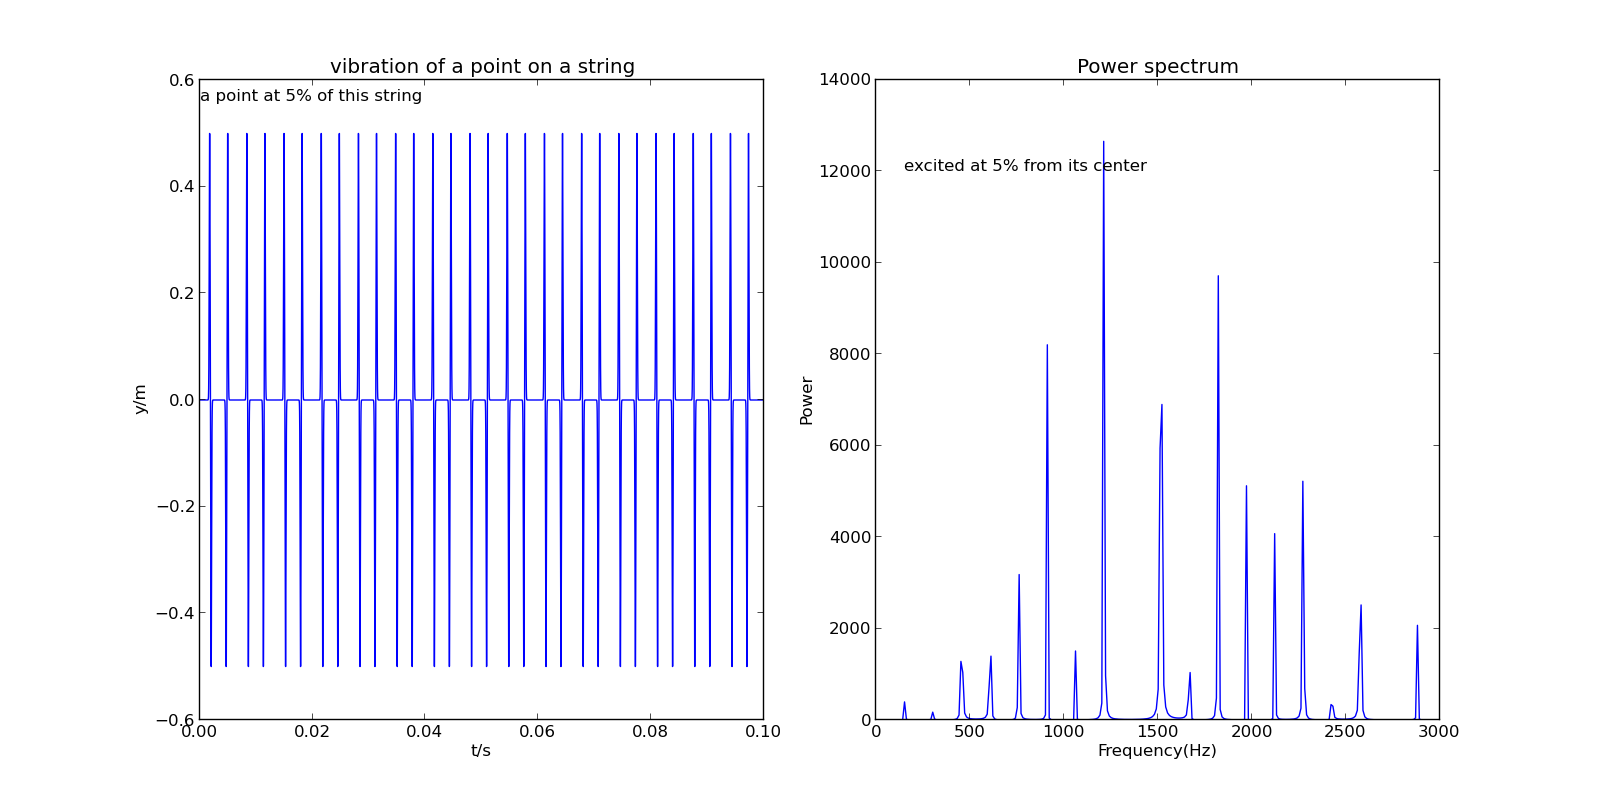 vibration of a point on a string
0.6
a point at 5% of this string
0.4
0.2
0.0
−0.2
−0.4
−0.6
y/m
0.00 0.02 0.04 0.06 0.08 0.10
t/s
Power spectrum
14000
excited at 5% from its center
12000
10000
8000
6000
4000
2000
0
Power
0 500 1000 1500 2000 2500 3000
Frequency(Hz)